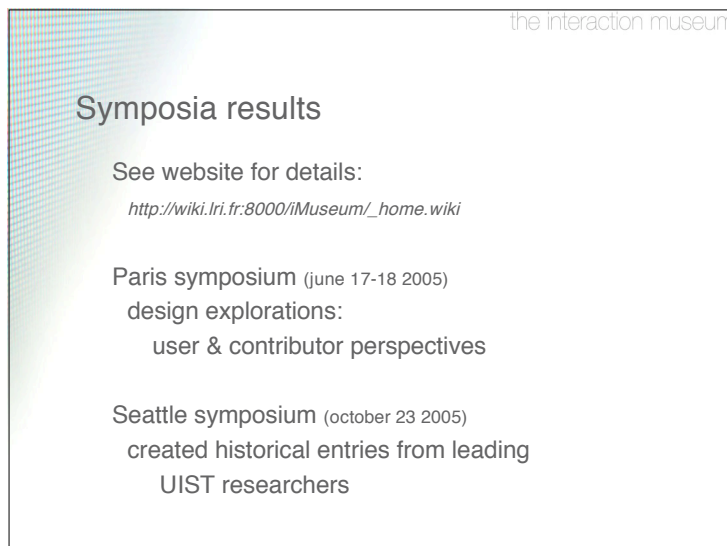 the interaction museum
Symposia results
See website for details:
http://wiki.lri.fr:8000/iMuseum/_home.wiki
Paris symposium (june 17-18 2005)
design explorations:
user & contributor perspectives
Seattle symposium (october 23 2005)
created historical entries from leading
UIST researchers